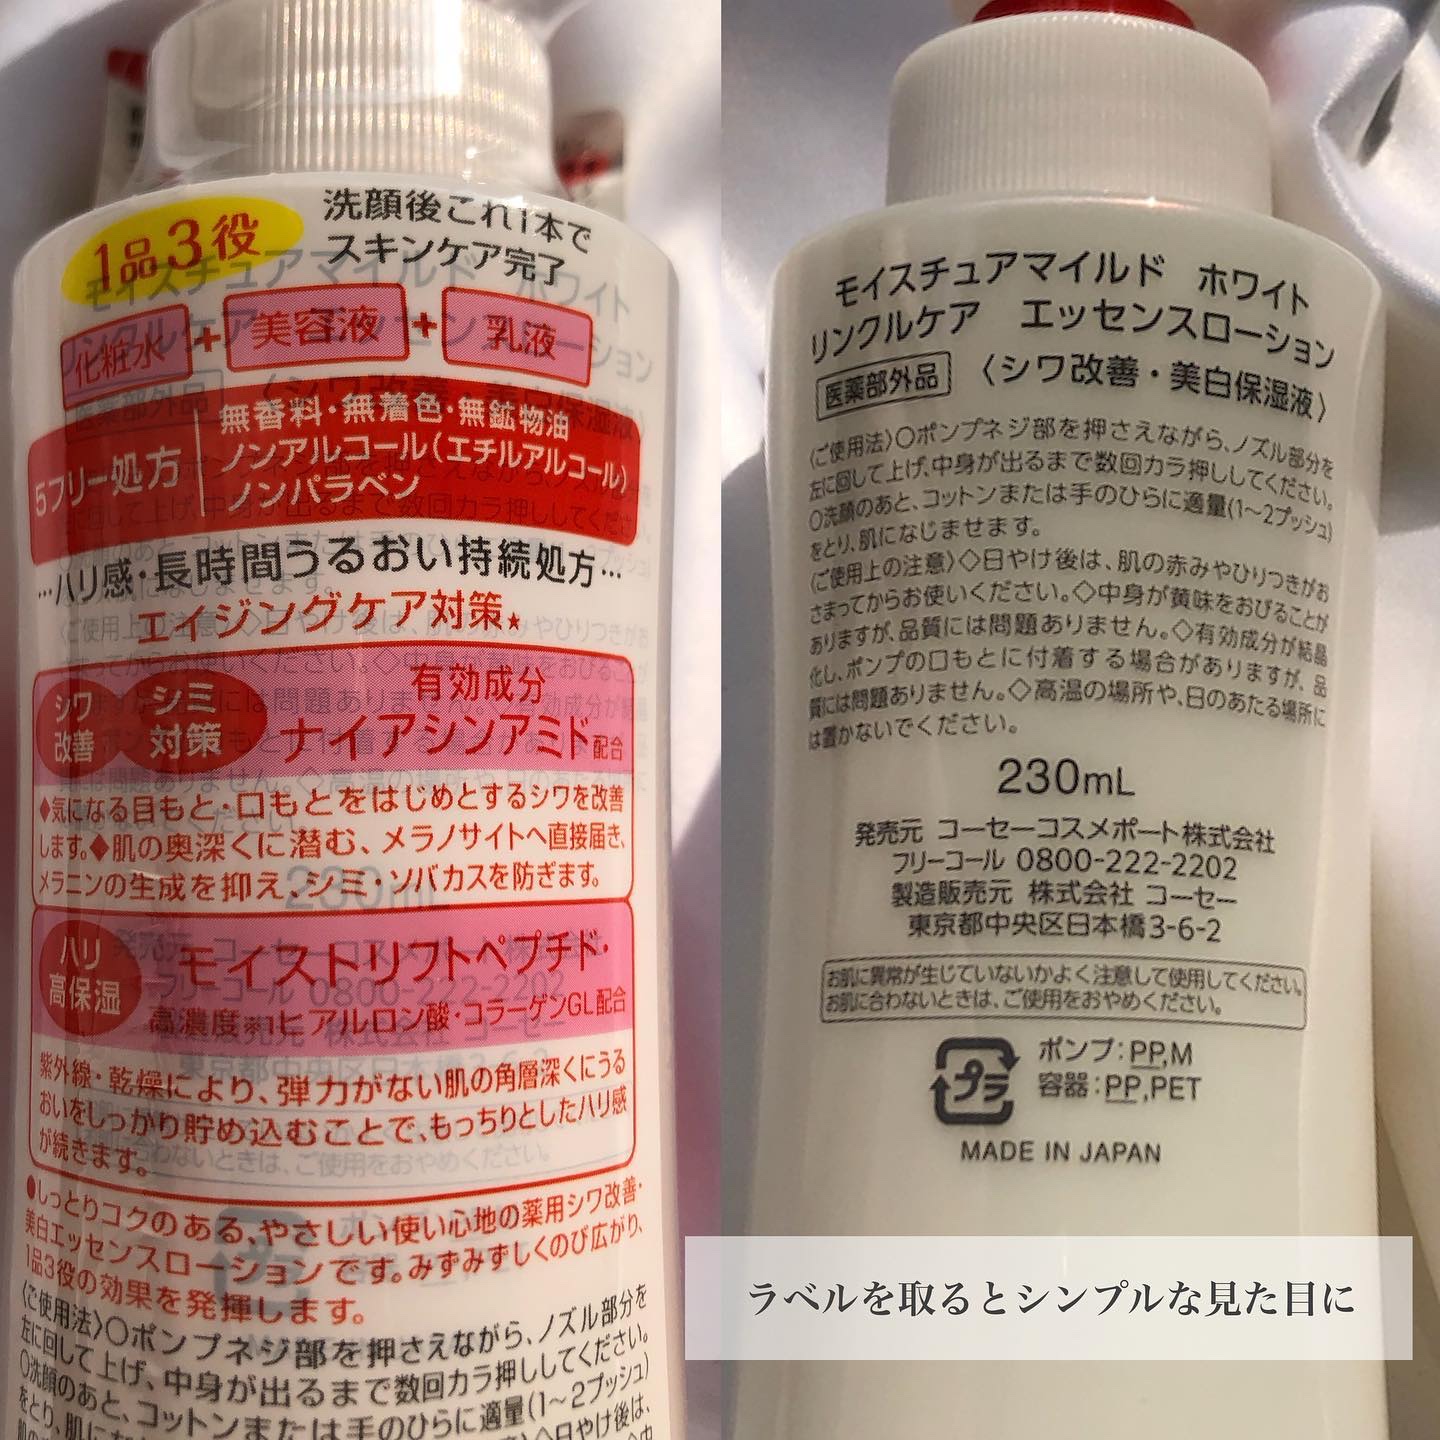 1品3役
洗顔後これ1本で
スキンケア完了
化粧水+美容液+乳液
5フリー処方
無香料・無着色・無鉱物油
ノンアルコール(エチルアルコール)
ノンパラベン
…ハリ感・長時間うるおい持続処方…
エイジングケア対策★
シワ改善
シミ対策
有効成分
ナイアシンアミド配合
◆気になる目もと・口もとをはじめとするシワを改善
します。◆肌の奥深くに潜む、メラノサイトへ直接届き、
メラニンの生成を抑え、シミ・ソバカスを防ぎます。
ハリ
高保湿
モイストリフトペプチド・
高濃度※1ヒアルロン酸・コラーゲンGL配合
紫外線・乾燥により、弾力がない肌の角層深くにうる
おいをしっかり貯め込むことで、もっちりとしたハリ感
が続きます。
●しっとりコクのある、やさしい使い心地の薬用シワ改善・
美白エッセンスローションです。みずみずしくのび広がり、
1品3役の効果を発揮します。
〈ご使用法〉○ポンプネジ部を押さえながら、ノズル部分を
左に回して上げ、中身が出るまで数回カラ押ししてください。
○洗顔のあと、コットンまたは手のひらに適量(1〜2プッシュ)
をとり、肌に
◇日やけ後は、
モイスチュアマイルド ホワイト
リンクルケア エッセンスローション
医薬部外品 〈シワ改善・美白保湿液〉
〈ご使用法〉○ポンプネジ部を押さえながら、ノズル部分を
左に回して上げ、中身が出るまで数回カラ押ししてください。
○洗顔のあと、コットンまたは手のひらに適量(1〜2プッシュ)
をとり、肌になじませます。
〈ご使用上の注意〉◇日やけ後は、肌の赤みやひりつきがお
さまってからお使いください。◇中身が黄味をおびることが
ありますが、品質には問題ありません。◇有効成分が結晶
化し、ポンプの口もとに付着する場合がありますが、品
質には問題ありません。◇高温の場所や、日のあたる場所に
は置かないでください。
230mL
発売元 コーセーコスメポート株式会社
フリーコール 0800-222-2202
製造販売元 株式会社 コーセー
東京都中央区日本橋3-6-2
お肌に異常が生じていないかよく注意して使用してください。
お肌に合わないときは、ご使用をおやめください。
プラ
ポンプ:PP,M
容器:PP,PET
MADE IN JAPAN
ラベルを取るとシンプルな見た目に